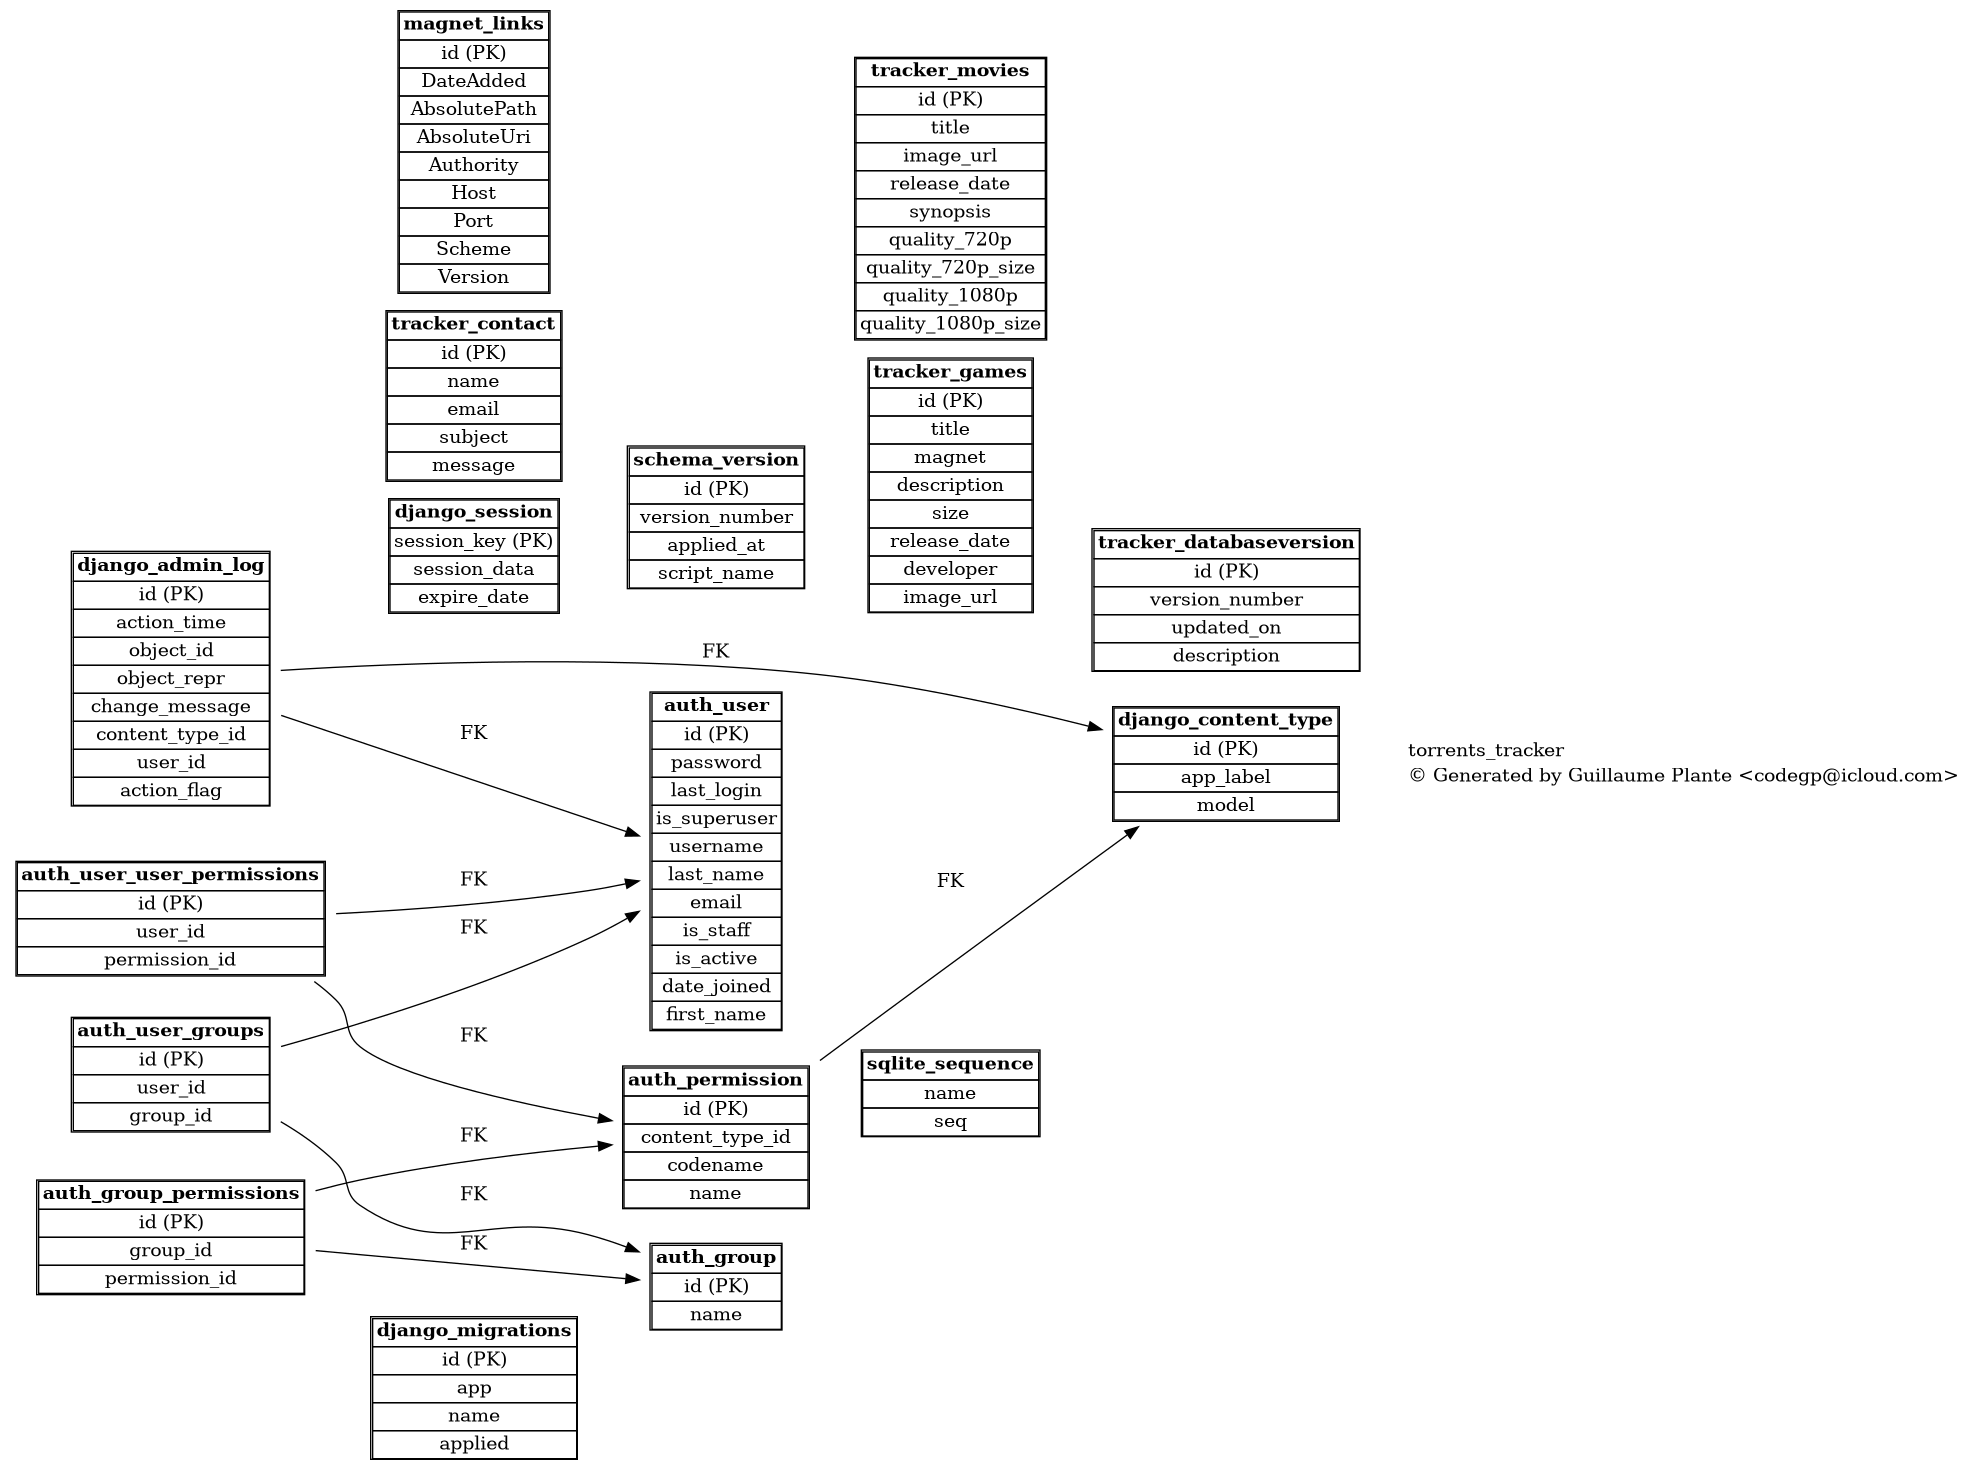 magnet_links
id (PK)
DateAdded
AbsolutePath
AbsoluteUri
Authority
Host
Port
Scheme
Version
tracker_movies
id (PK)
title
image_url
release_date
synopsis
quality_720p
quality_720p_size
quality_1080p
quality_1080p_size
tracker_contact
id (PK)
name
email
subject
message
tracker_games
id (PK)
title
magnet
description
size
release_date
developer
image_url
schema_version
id (PK)
version_number
applied_at
script_name
django_session
session_key (PK)
session_data
expire_date
tracker_databaseversion
id (PK)
version_number
updated_on
description
django_admin_log
id (PK)
action_time
object_id
object_repr
change_message
content_type_id
user_id
action_flag
FK
FK
auth_user
id (PK)
password
last_login
is_superuser
username
last_name
email
is_staff
is_active
date_joined
first_name
django_content_type
id (PK)
app_label
model
torrents_tracker
© Generated by Guillaume Plante <codegp@icloud.com>
auth_user_user_permissions
id (PK)
user_id
permission_id
FK
FK
FK
FK
auth_user_groups
id (PK)
user_id
group_id
auth_permission
id (PK)
content_type_id
codename
name
sqlite_sequence
name
seq
FK
FK
FK
auth_group_permissions
id (PK)
group_id
permission_id
auth_group
id (PK)
name
django_migrations
id (PK)
app
name
applied